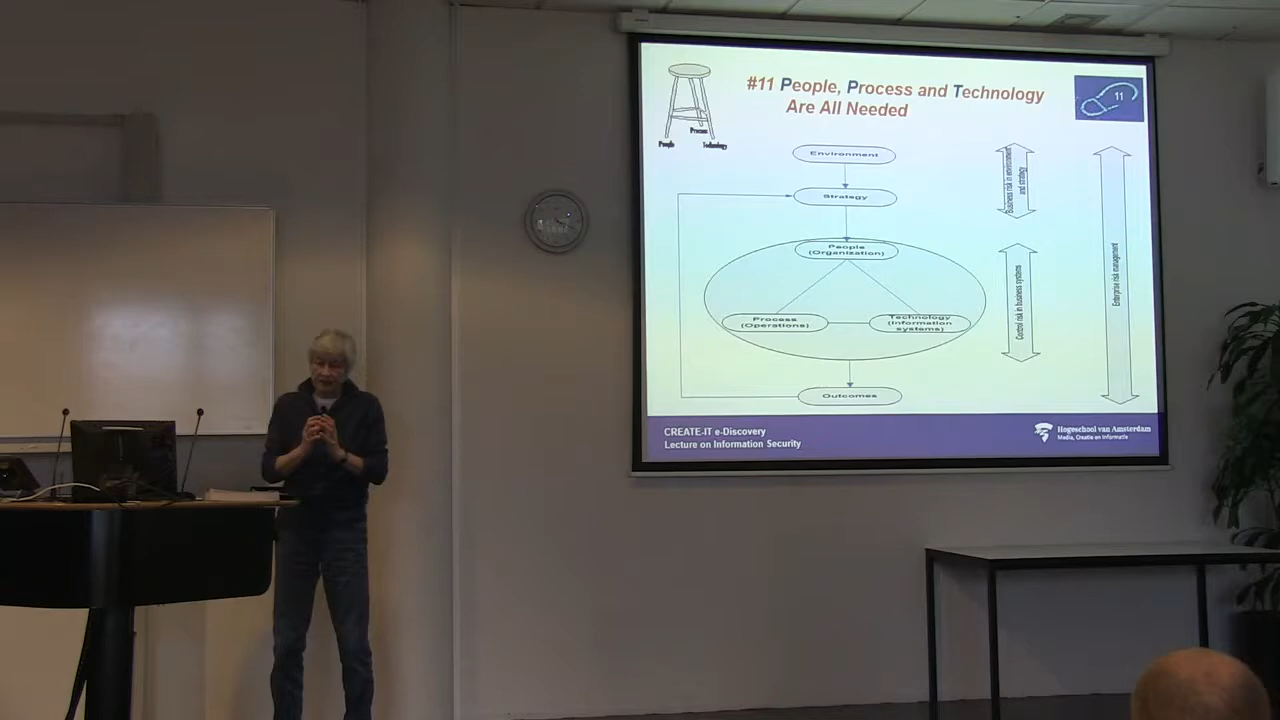 #11 People, Process and Technology
Are All Needed
11
Process
People
Technology
Environment
Strategy
People
(Organization)
Process
(Operations)
Technology
(Information
systems)
Outcomes
Business risk in environment
and strategy
Control risk in business systems
Enterprise risk management
CREATE-IT e-Discovery
Lecture on Information Security
Hogeschool van Amsterdam
Media, Creatie en Informatie